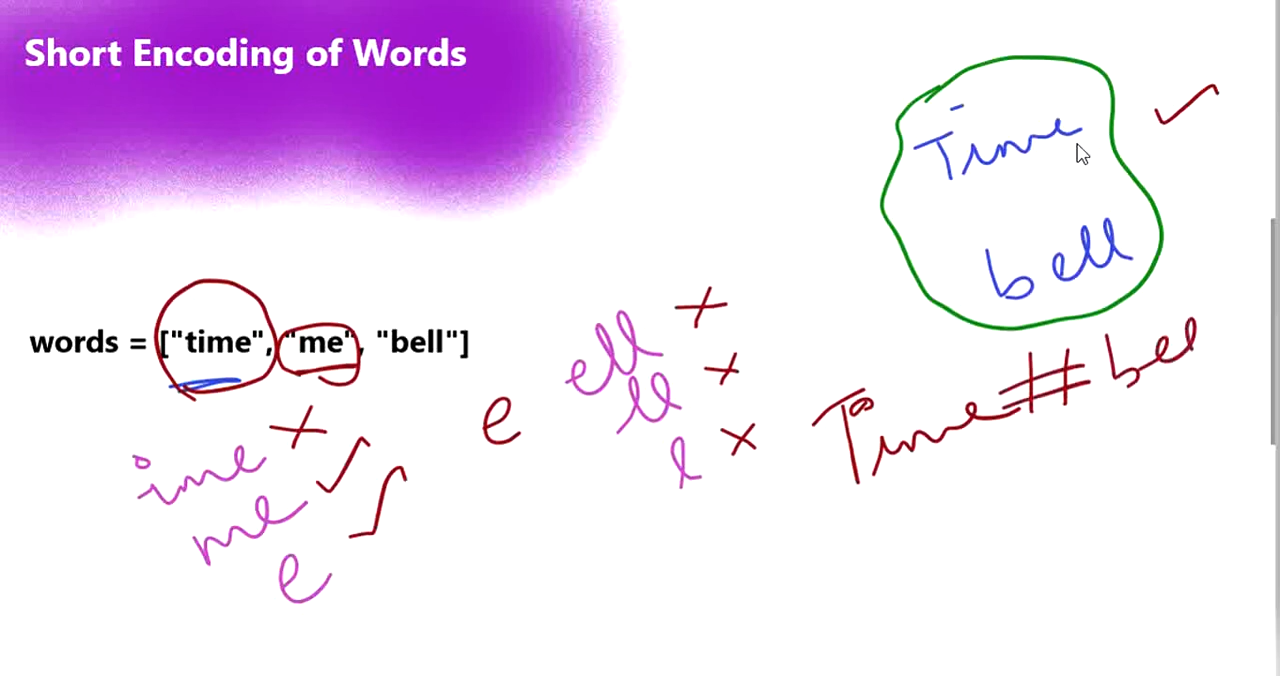 Short Encoding of Words
Time
bell
words = ["time", "me", "bell"]
ell
ll
l
e
Time#bel
ime
me
e